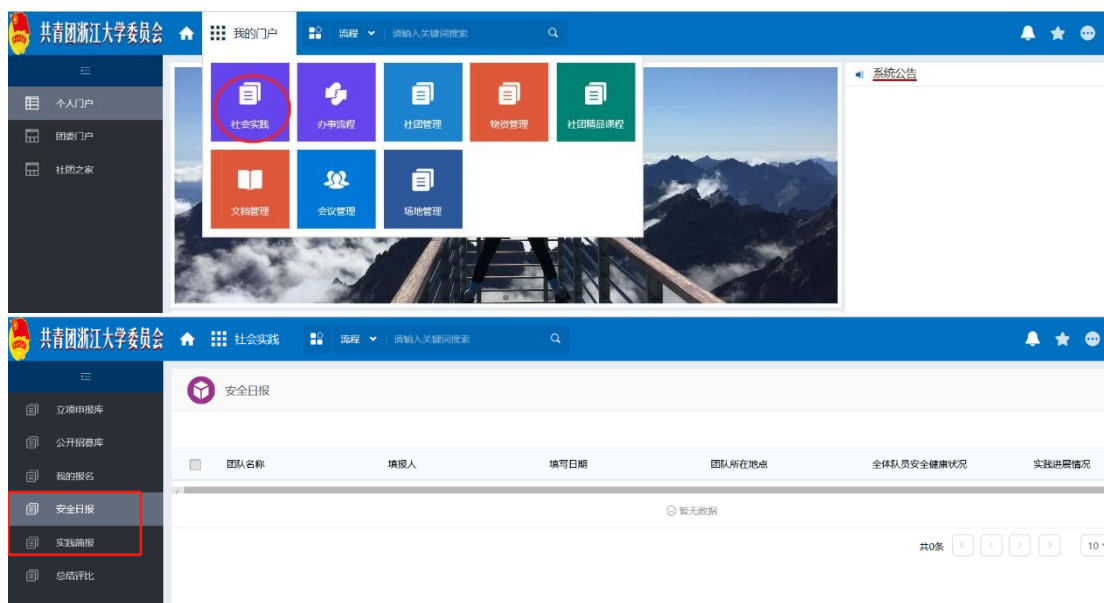 共青团浙江大学委员会 我的门户 流程 请输入关键词搜索
社会实践 办事流程 社团管理 物资管理 社团精品课程
文档管理 会议管理 场地管理
个人门户
团委门户
社团之家
系统公告
共青团浙江大学委员会 社会实践 流程 请输入关键词搜索
立项申报库
公开招募库
我的报名
安全日报
实践简报
总结评比
安全日报
团队名称 填报人 填写日期 团队所在地点 全体队员安全健康状况 实践进展情况
暂无数据
共0条 10